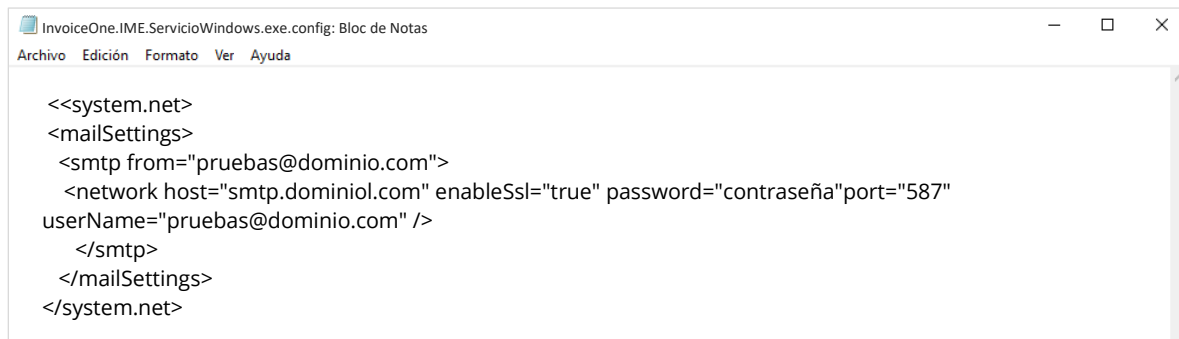 InvoiceOne.IME.ServicioWindows.exe.config: Bloc de Notas
Archivo Edición Formato Ver Ayuda
<<system.net>
<mailSettings>
<smtp from="pruebas@dominio.com">
<network host="smtp.dominiol.com" enableSsl="true" password="contraseña"port="587"
userName="pruebas@dominio.com" />
</smtp>
</mailSettings>
</system.net>